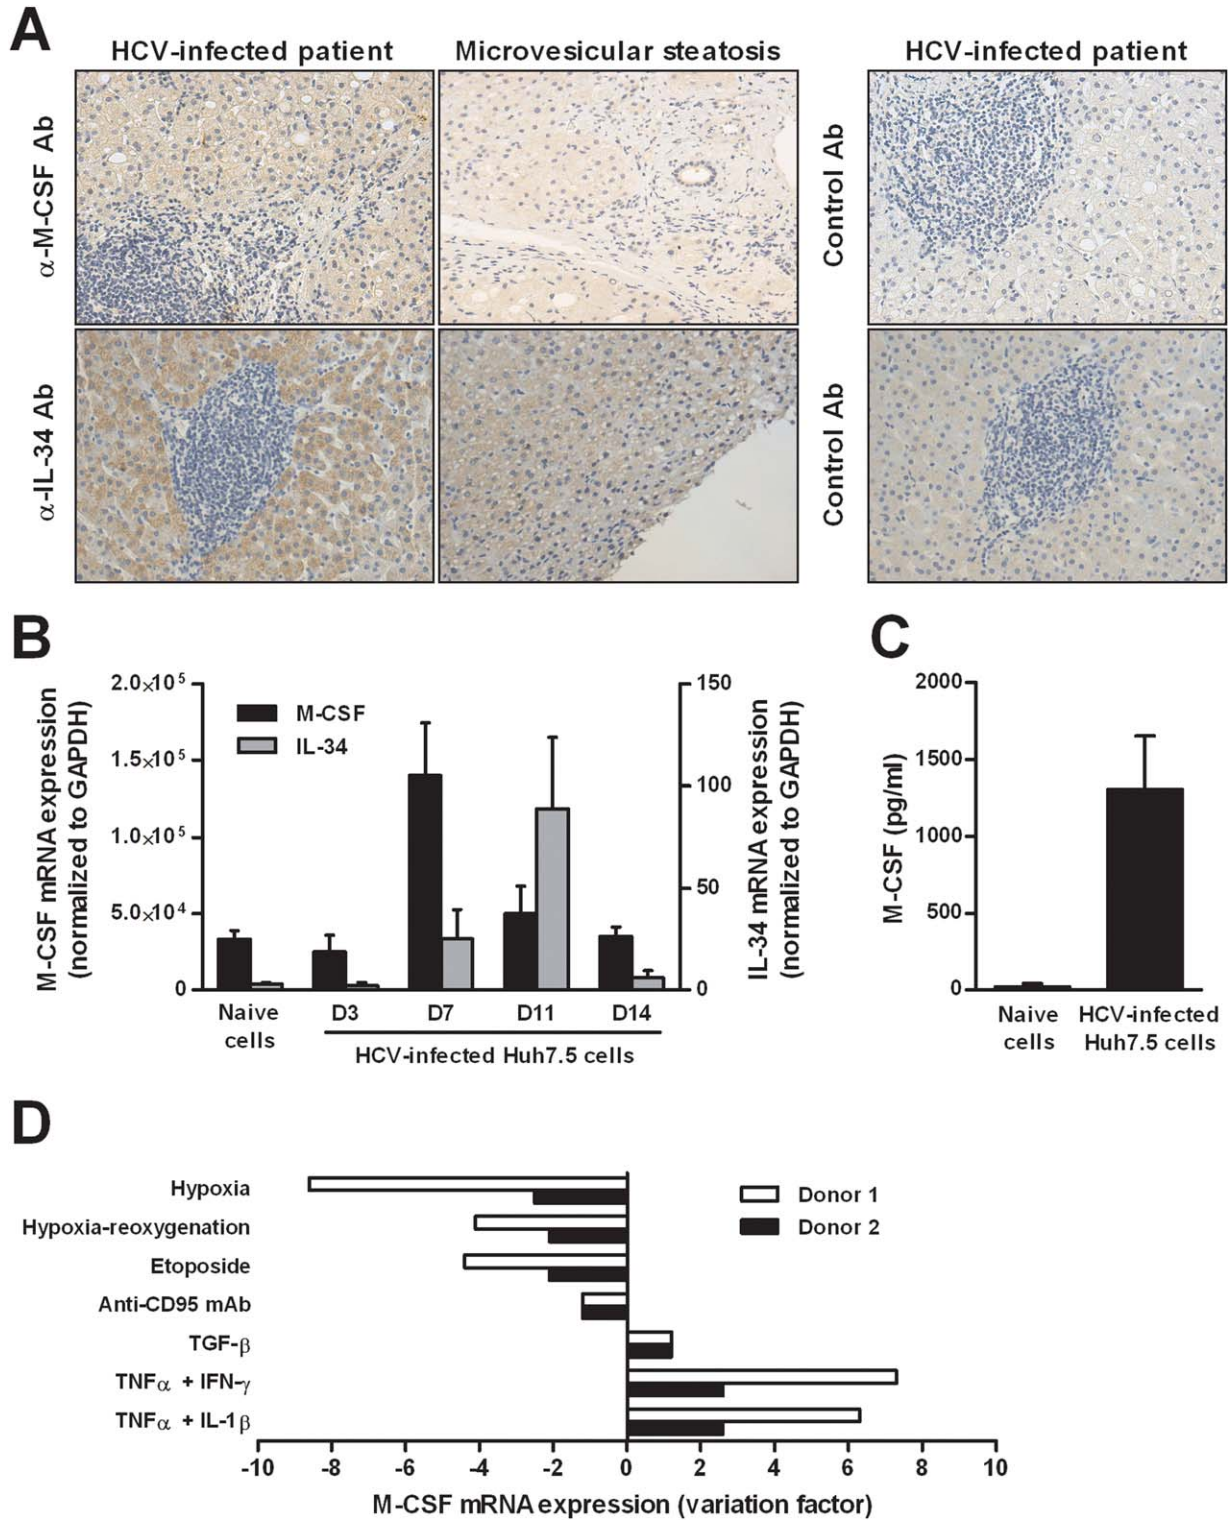 A
HCV-infected patient
Microvesicular steatosis
HCV-infected patient
α-M-CSF Ab
Control Ab
α-IL-34 Ab
Control Ab
B
M-CSF mRNA expression
(normalized to GAPDH)
2.0×10⁵
1.5×10⁵
1.0×10⁵
5.0×10⁴
0
M-CSF
IL-34
150
100
50
0
IL-34 mRNA expression
(normalized to GAPDH)
Naive
cells
D3
D7
D11
D14
HCV-infected Huh7.5 cells
C
M-CSF (pg/ml)
2000
1500
1000
500
0
Naive
cells
HCV-infected
Huh7.5 cells
D
Hypoxia
Hypoxia-reoxygenation
Etoposide
Anti-CD95 mAb
TGF-β
TNFα + IFN-γ
TNFα + IL-1β
Donor 1
Donor 2
-10 -8 -6 -4 -2 0 2 4 6 8 10
M-CSF mRNA expression (variation factor)